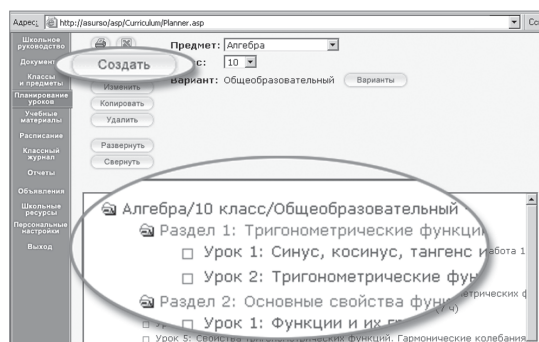 Адрес: http://asurso/asp/Curriculum/Planner.asp
Школьное
руководство
Классы
и предметы
Планирование
уроков
Учебные
материалы
Расписание
Классный
журнал
Отчеты
Объявления
Школьные
ресурсы
Персональные
настройки
Выход
Предмет: Алгебра
10
Вариант: Общеобразовательный Варианты
Создать
Изменить
Копировать
Удалить
Развернуть
Свернуть
Алгебра/10 класс/Общеобразовательный
Раздел 1: Тригонометрические функци
Урок 1: Синус, косинус, тангенс и
Урок 2: Тригонометрические фун
Раздел 2: Основные свойства фун
Урок 1: Функции и их г
Урок 5: Свойства тригонометрических функций. Гармонические колебания